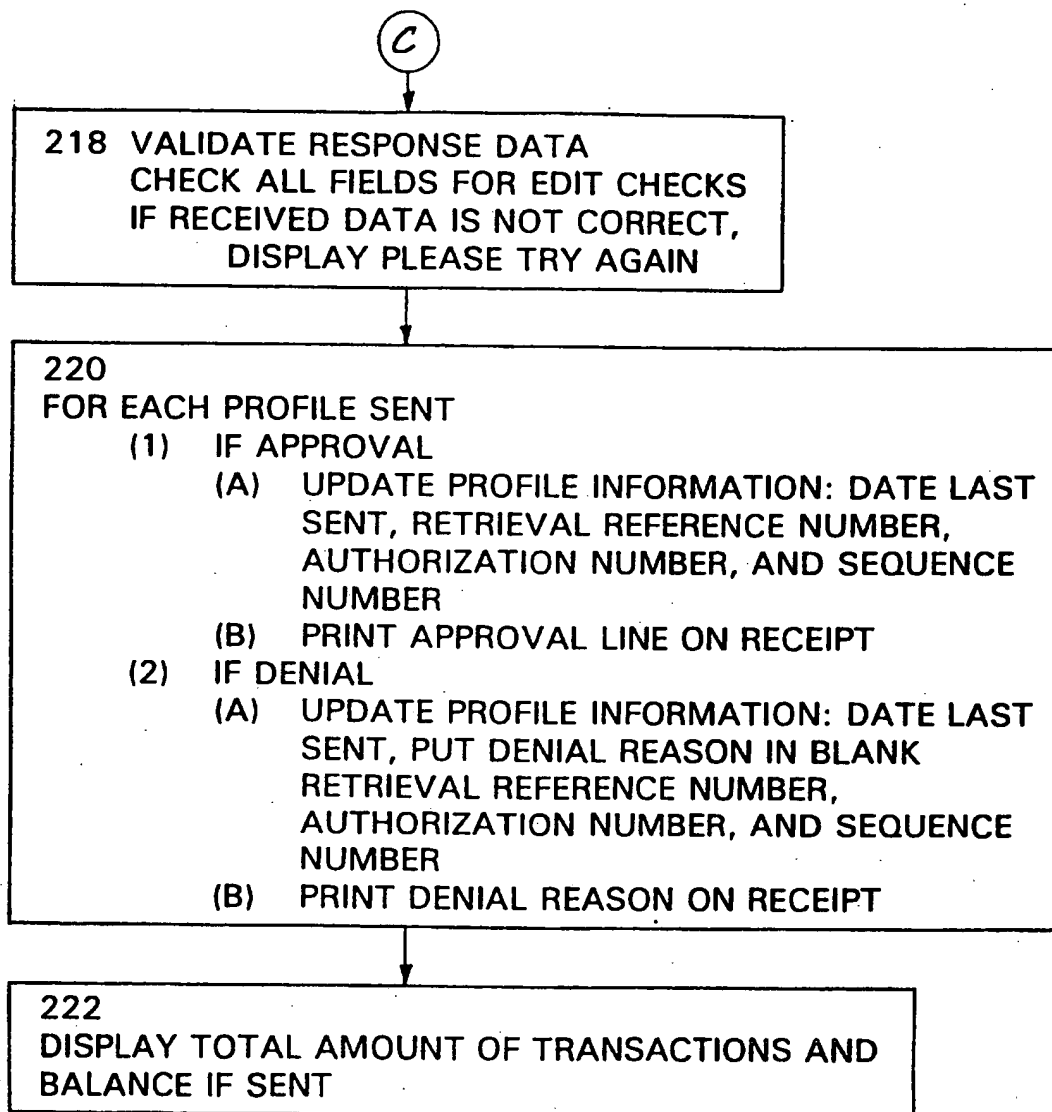 C
218 VALIDATE RESPONSE DATA
CHECK ALL FIELDS FOR EDIT CHECKS
IF RECEIVED DATA IS NOT CORRECT,
DISPLAY PLEASE TRY AGAIN
220
FOR EACH PROFILE SENT
(1) IF APPROVAL
(A) UPDATE PROFILE INFORMATION: DATE LAST
SENT, RETRIEVAL REFERENCE NUMBER,
AUTHORIZATION NUMBER, AND SEQUENCE
NUMBER
(B) PRINT APPROVAL LINE ON RECEIPT
(2) IF DENIAL
(A) UPDATE PROFILE INFORMATION: DATE LAST
SENT, PUT DENIAL REASON IN BLANK
RETRIEVAL REFERENCE NUMBER,
AUTHORIZATION NUMBER, AND SEQUENCE
NUMBER
(B) PRINT DENIAL REASON ON RECEIPT
222
DISPLAY TOTAL AMOUNT OF TRANSACTIONS AND
BALANCE IF SENT